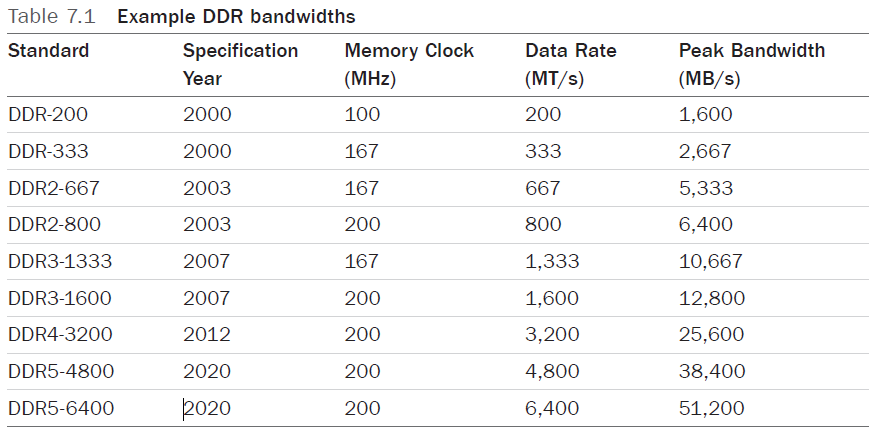 Table 7.1 Example DDR bandwidths
Standard Specification Year Memory Clock (MHz) Data Rate (MT/s) Peak Bandwidth (MB/s)
DDR-200 2000 100 200 1,600
DDR-333 2000 167 333 2,667
DDR2-667 2003 167 667 5,333
DDR2-800 2003 200 800 6,400
DDR3-1333 2007 167 1,333 10,667
DDR3-1600 2007 200 1,600 12,800
DDR4-3200 2012 200 3,200 25,600
DDR5-4800 2020 200 4,800 38,400
DDR5-6400 2020 200 6,400 51,200